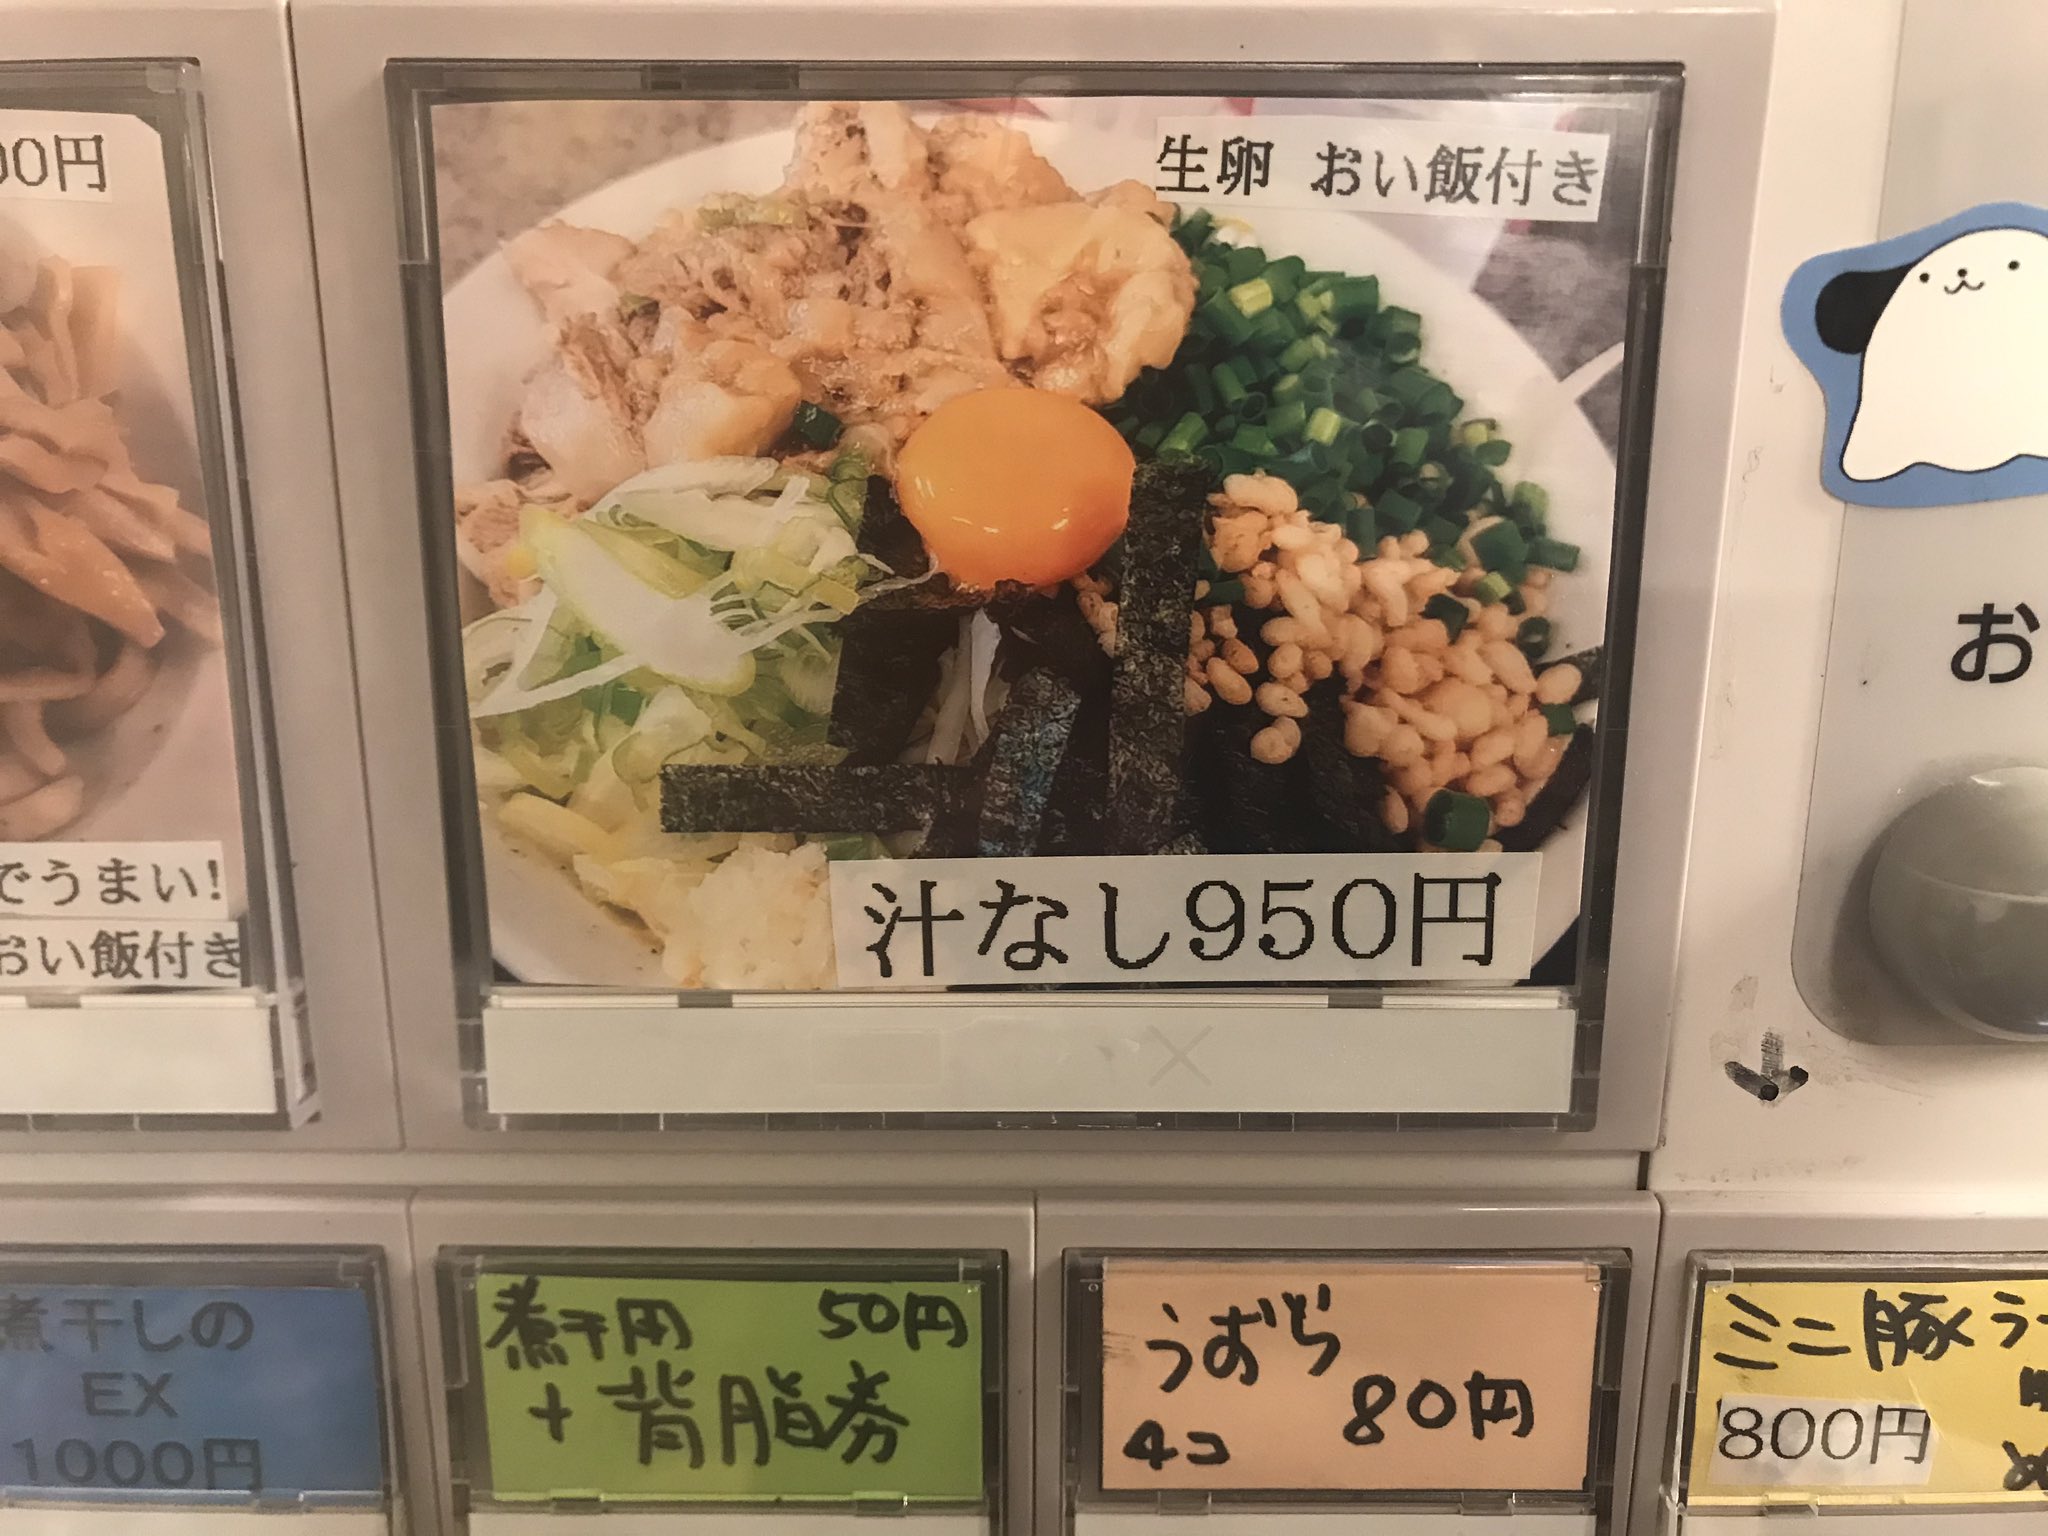 00円
生卵 おい飯付き
汁なし950円
でうまい!
おい飯付き
お
煮干しの
EX
1000円
煮干用 50円
+背脂券
うずら
4コ 80円
ミニ豚ラ
800円